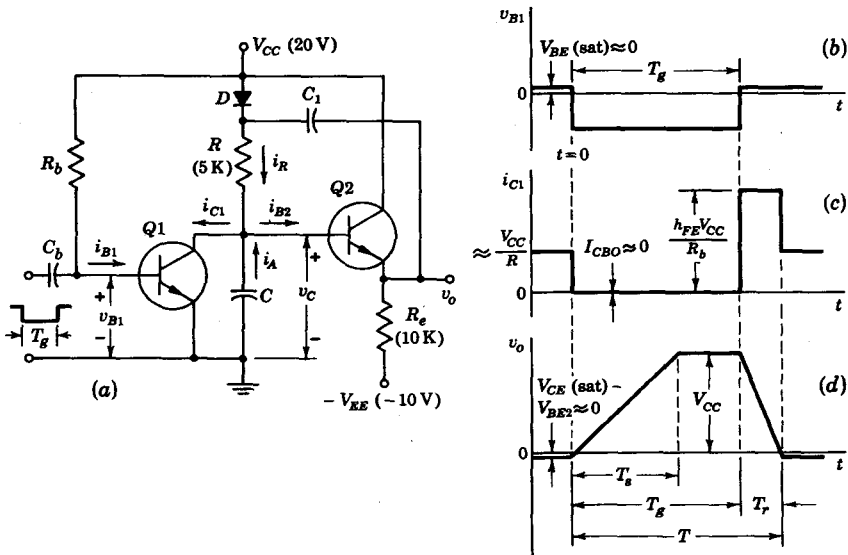 V_CC (20 V)
D
C_1
R
(5 K)
i_R
R_b
Q2
i_C1
i_B2
Q1
C_b
i_B1
i_A
+
+
C
v_C
v_o
v_B1
T_g
R_e
(10 K)
–
–
(a)
– V_EE (–10 V)
v_B1
V_BE (sat) ≈ 0
(b)
T_g
0
t
t = 0
i_C1
(c)
≈ V_CC/R
I_CBO ≈ 0
h_FE V_CC/R_b
0
t
v_o
(d)
V_CE (sat) –
V_BE2 ≈ 0
V_CC
0
t
T_s
T_g
T_r
T